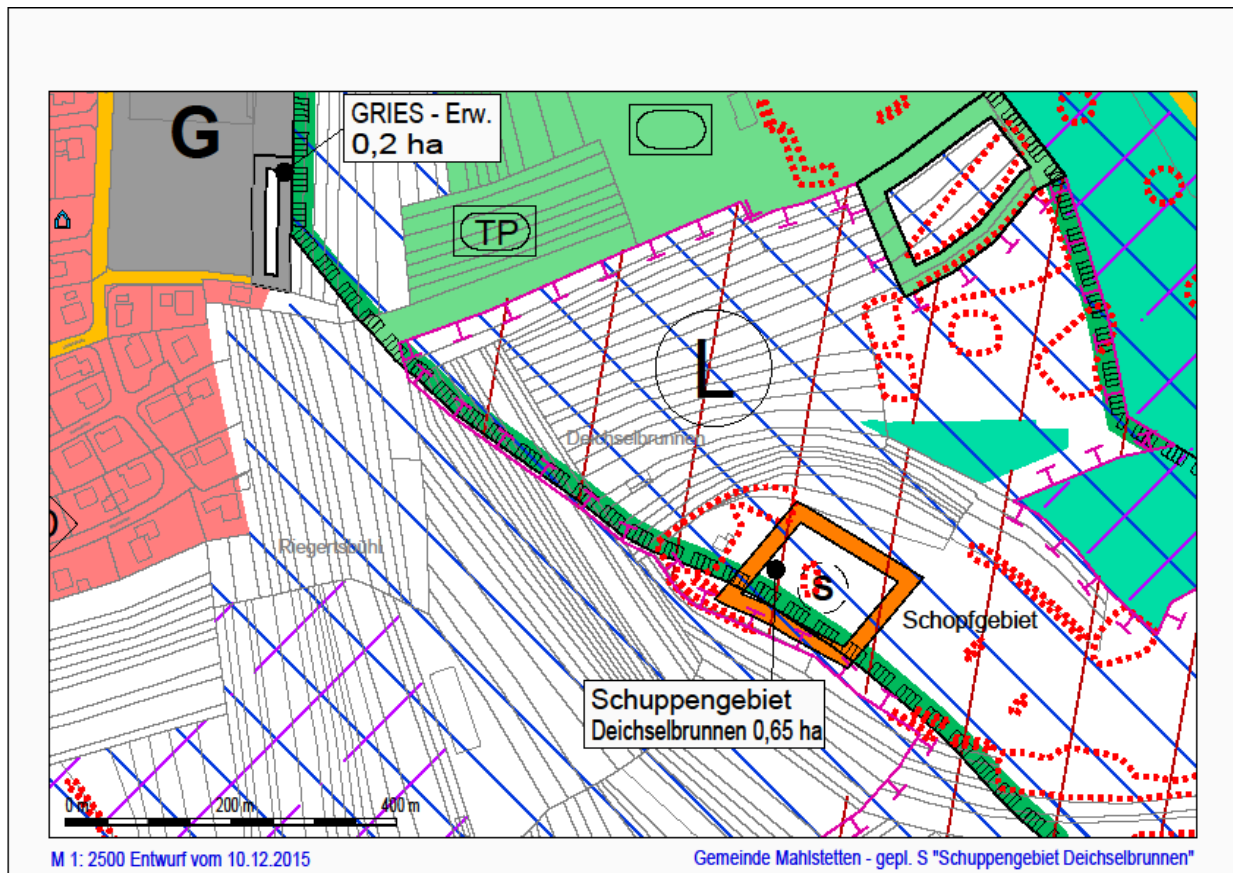 G
GRIES - Erw.
0,2 ha
TP
L
Deichselbrunnen
Riegertsbühl
S
Schopfgebiet
Schuppengebiet
Deichselbrunnen 0,65 ha
0 m 200 m 400 m
M 1: 2500 Entwurf vom 10.12.2015
Gemeinde Mahlstetten - gepl. S "Schuppengebiet Deichselbrunnen"